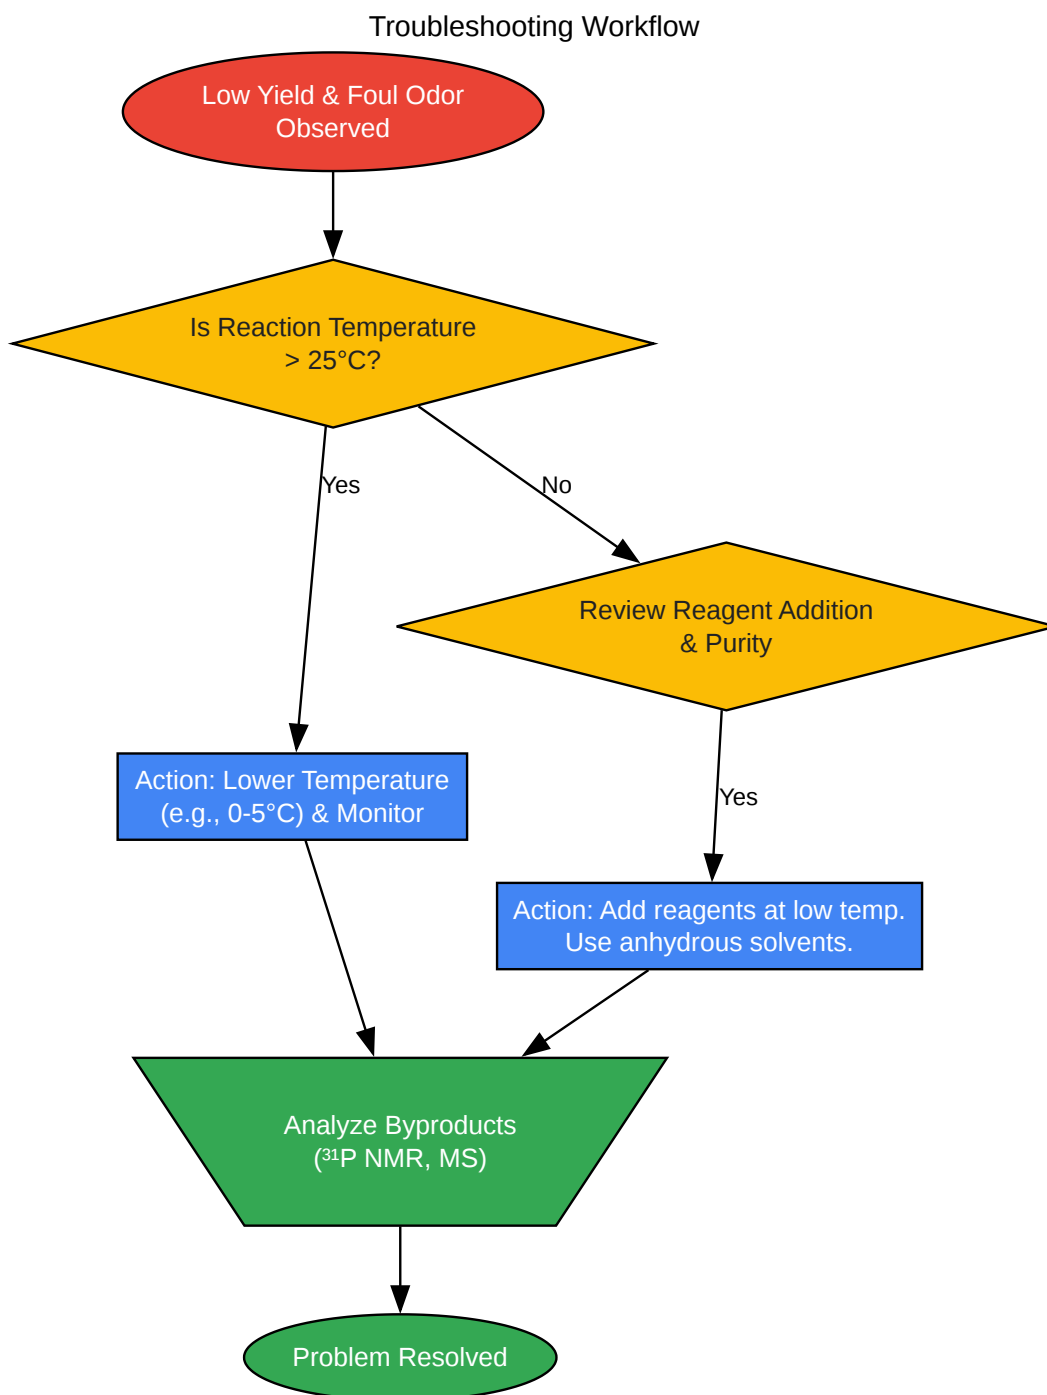 Troubleshooting Workflow
Low Yield & Foul Odor
Observed
Is Reaction Temperature
> 25°C?
Yes
No
Review Reagent Addition
& Purity
Action: Lower Temperature
(e.g., 0-5°C) & Monitor
Yes
Action: Add reagents at low temp.
Use anhydrous solvents.
Analyze Byproducts
(³¹P NMR, MS)
Problem Resolved